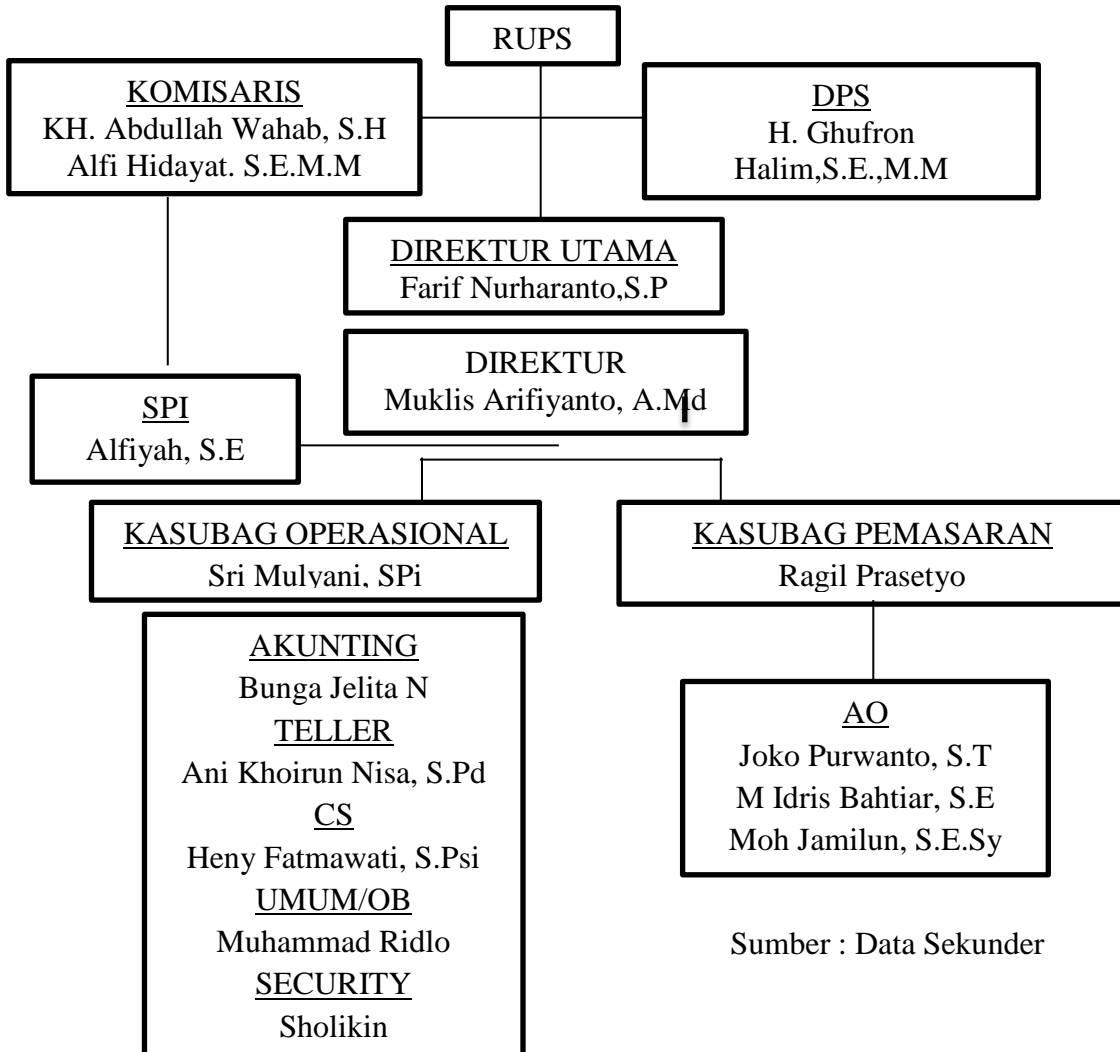 RUPS
KOMISARIS
KH. Abdullah Wahab, S.H
Alfi Hidayat. S.E.M.M
DPS
H. Ghufron
Halim,S.E.,M.M
DIREKTUR UTAMA
Farif Nurharanto,S.P
DIREKTUR
Muklis Arifiyanto, A.Md
SPI
Alfiyah, S.E
KASUBAG OPERASIONAL
Sri Mulyani, SPi
KASUBAG PEMASARAN
Ragil Prasetyo
AKUNTING
Bunga Jelita N
TELLER
Ani Khoirun Nisa, S.Pd
CS
Heny Fatmawati, S.Psi
UMUM/OB
Muhammad Ridlo
SECURITY
Sholikin
AO
Joko Purwanto, S.T
M Idris Bahtiar, S.E
Moh Jamilun, S.E.Sy
Sumber : Data Sekunder